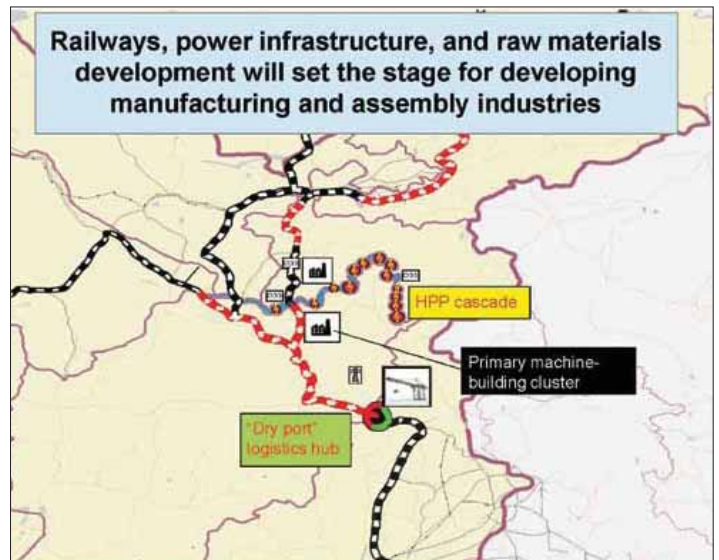 Railways, power infrastructure, and raw materials
development will set the stage for developing
manufacturing and assembly industries
HPP cascade
Primary machine-
building cluster
"Dry port"
logistics hub